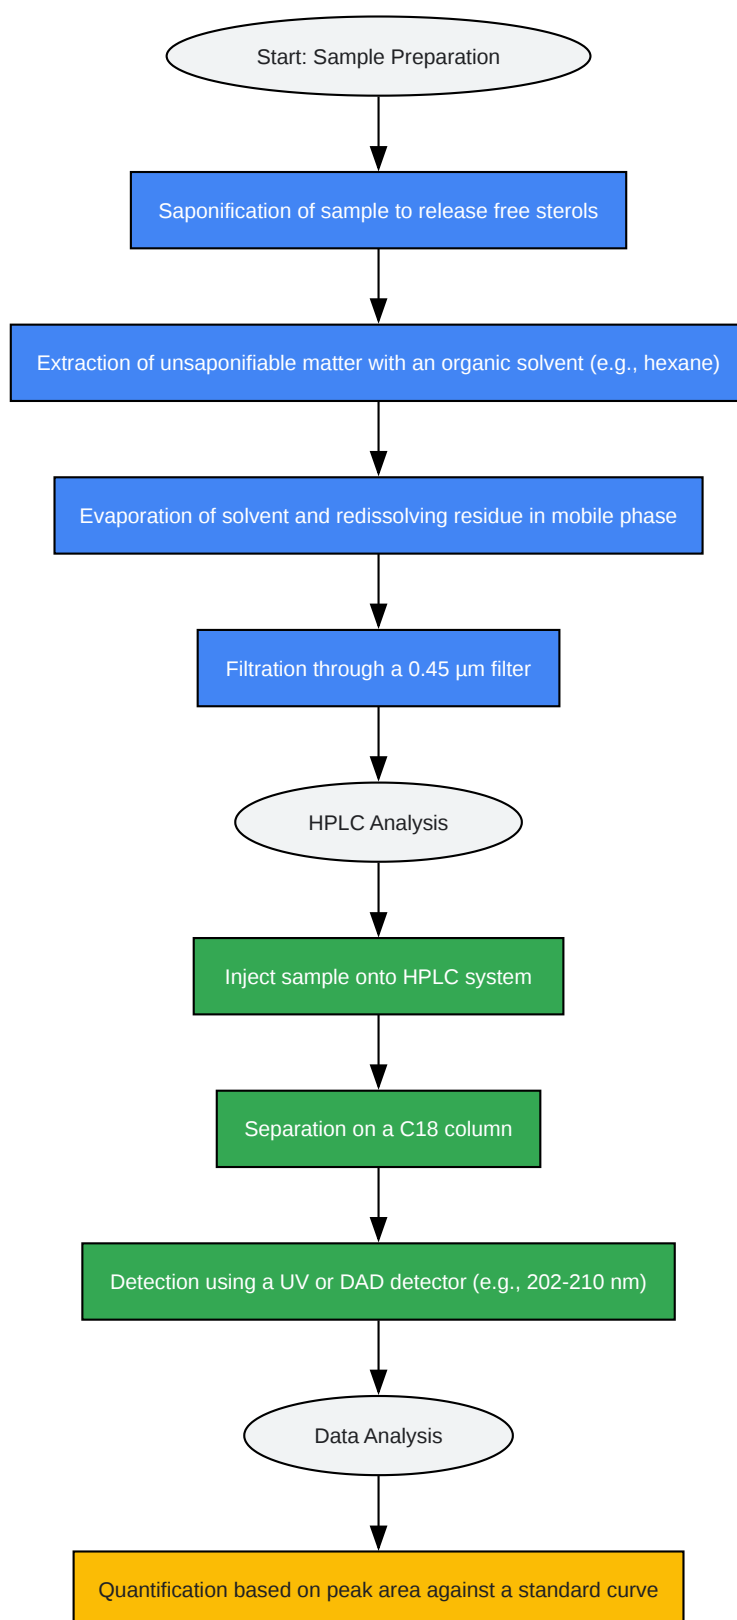 Start: Sample Preparation
Saponification of sample to release free sterols
Extraction of unsaponifiable matter with an organic solvent (e.g., hexane)
Evaporation of solvent and redissolving residue in mobile phase
Filtration through a 0.45 µm filter
HPLC Analysis
Inject sample onto HPLC system
Separation on a C18 column
Detection using a UV or DAD detector (e.g., 202-210 nm)
Data Analysis
Quantification based on peak area against a standard curve